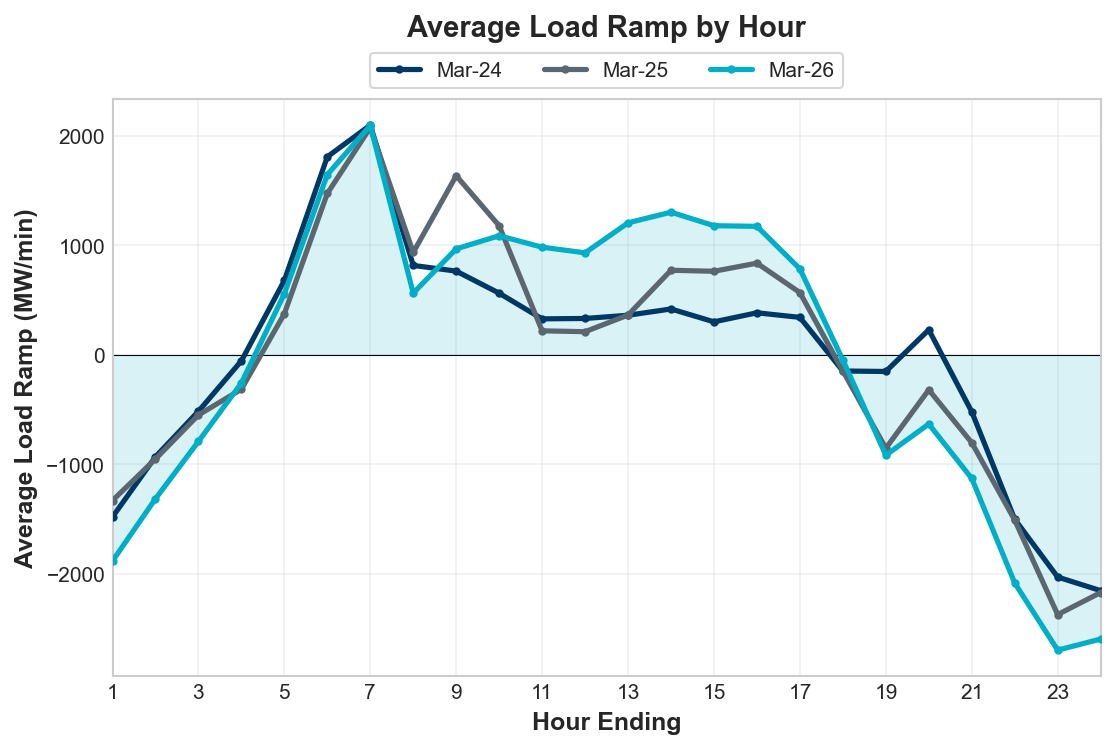 Average Load Ramp by Hour
Mar-24 Mar-25 Mar-26
Average Load Ramp (MW/min)
2000
1000
0
−1000
−2000
1 3 5 7 9 11 13 15 17 19 21 23
Hour Ending